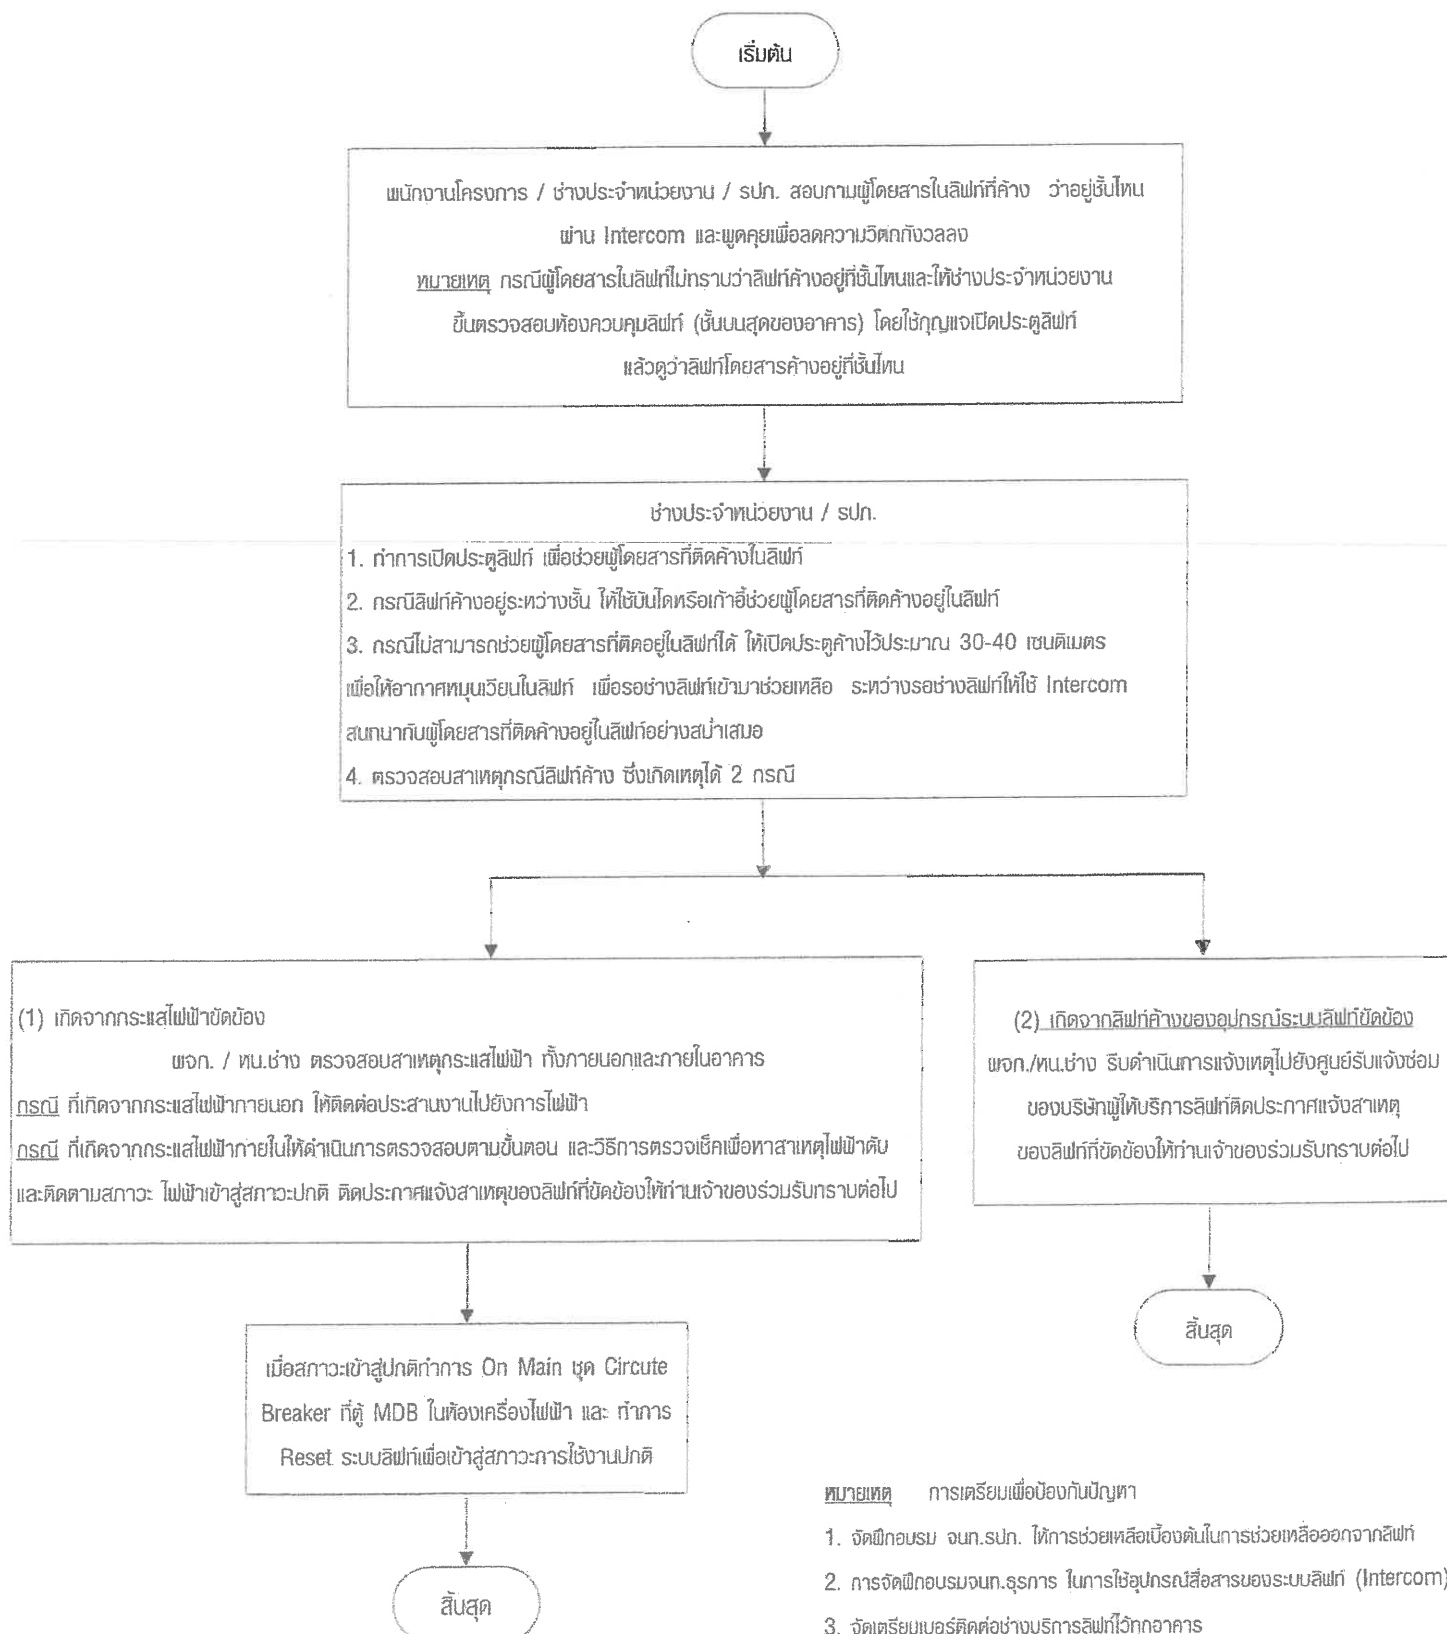 เริ่มต้น
พนักงานโครงการ / ช่างประจำหน่วยงาน / รปภ. สอบถามผู้โดยสารในลิฟท์ที่ค้าง ว่าอยู่ชั้นไหน
ผ่าน Intercom และพูดคุยเพื่อลดความวิตกกังวลลง
หมายเหตุ กรณีผู้โดยสารในลิฟท์ไม่ทราบว่าลิฟท์ค้างอยู่ที่ชั้นไหนและให้ช่างประจำหน่วยงาน
ขึ้นตรวจสอบห้องควบคุมลิฟท์ (ชั้นบนสุดของอาคาร) โดยใช้กุญแจเปิดประตูลิฟท์
แล้วดูว่าลิฟท์โดยสารค้างอยู่ที่ชั้นไหน
ช่างประจำหน่วยงาน / รปภ.
1. ทำการเปิดประตูลิฟท์ เพื่อช่วยผู้โดยสารที่ติดค้างในลิฟท์
2. กรณีลิฟท์ค้างอยู่ระหว่างชั้น ให้ใช้บันไดหรือเก้าอี้ช่วยผู้โดยสารที่ติดค้างอยู่ในลิฟท์
3. กรณีไม่สามารถช่วยผู้โดยสารที่ติดอยู่ในลิฟท์ได้ ให้เปิดประตูค้างไว้ประมาณ 30-40 เซนติเมตร
เพื่อให้อากาศหมุนเวียนในลิฟท์ เพื่อรอช่างลิฟท์เข้ามาช่วยเหลือ ระหว่างรอช่างลิฟท์ให้ใช้ Intercom
สนทนากับผู้โดยสารที่ติดค้างอยู่ในลิฟท์อย่างสม่ำเสมอ
4. ตรวจสอบสาเหตุกรณีลิฟท์ค้าง ซึ่งเกิดเหตุได้ 2 กรณี
(1) เกิดจากกระแสไฟฟ้าขัดข้อง
ผจก. / หน.ช่าง ตรวจสอบสาเหตุกระแสไฟฟ้า ทั้งภายนอกและภายในอาคาร
กรณี ที่เกิดจากกระแสไฟฟ้าภายนอก ให้ติดต่อประสานงานไปยังการไฟฟ้า
กรณี ที่เกิดจากกระแสไฟฟ้าภายในให้ดำเนินการตรวจสอบตามขั้นตอน และวิธีการตรวจเช็คเพื่อหาสาเหตุไฟฟ้าดับ
และติดตามสภาวะ ไฟฟ้าเข้าสู่สภาวะปกติ ติดประกาศแจ้งสาเหตุของลิฟท์ที่ขัดข้องให้ท่านเจ้าของร่วมรับทราบต่อไป
(2) เกิดจากลิฟท์ค้างของอุปกรณ์ระบบลิฟท์ขัดข้อง
ผจก./หน.ช่าง รีบดำเนินการแจ้งเหตุไปยังศูนย์รับแจ้งซ่อม
ของบริษัทผู้ให้บริการลิฟท์ติดประกาศแจ้งสาเหตุ
ของลิฟท์ที่ขัดข้องให้ท่านเจ้าของร่วมรับทราบต่อไป
สิ้นสุด
เมื่อสภาวะเข้าสู่ปกติทำการ On Main ชุด Circute
Breaker ที่ตู้ MDB ในห้องเครื่องไฟฟ้า และ ทำการ
Reset ระบบลิฟท์เพื่อเข้าสู่สภาวะการใช้งานปกติ
สิ้นสุด
หมายเหตุ การเตรียมเพื่อป้องกันปัญหา
1. จัดฝึกอบรม จนท.รปภ. ให้การช่วยเหลือเบื้องต้นในการช่วยเหลือออกจากลิฟท์
2. การจัดฝึกอบรมจนท.ธุรการ ในการใช้อุปกรณ์สื่อสารของระบบลิฟท์ (Intercom)
3. จัดเตรียมเบอร์ติดต่อช่างบริการลิฟท์ไว้ทุกอาคาร